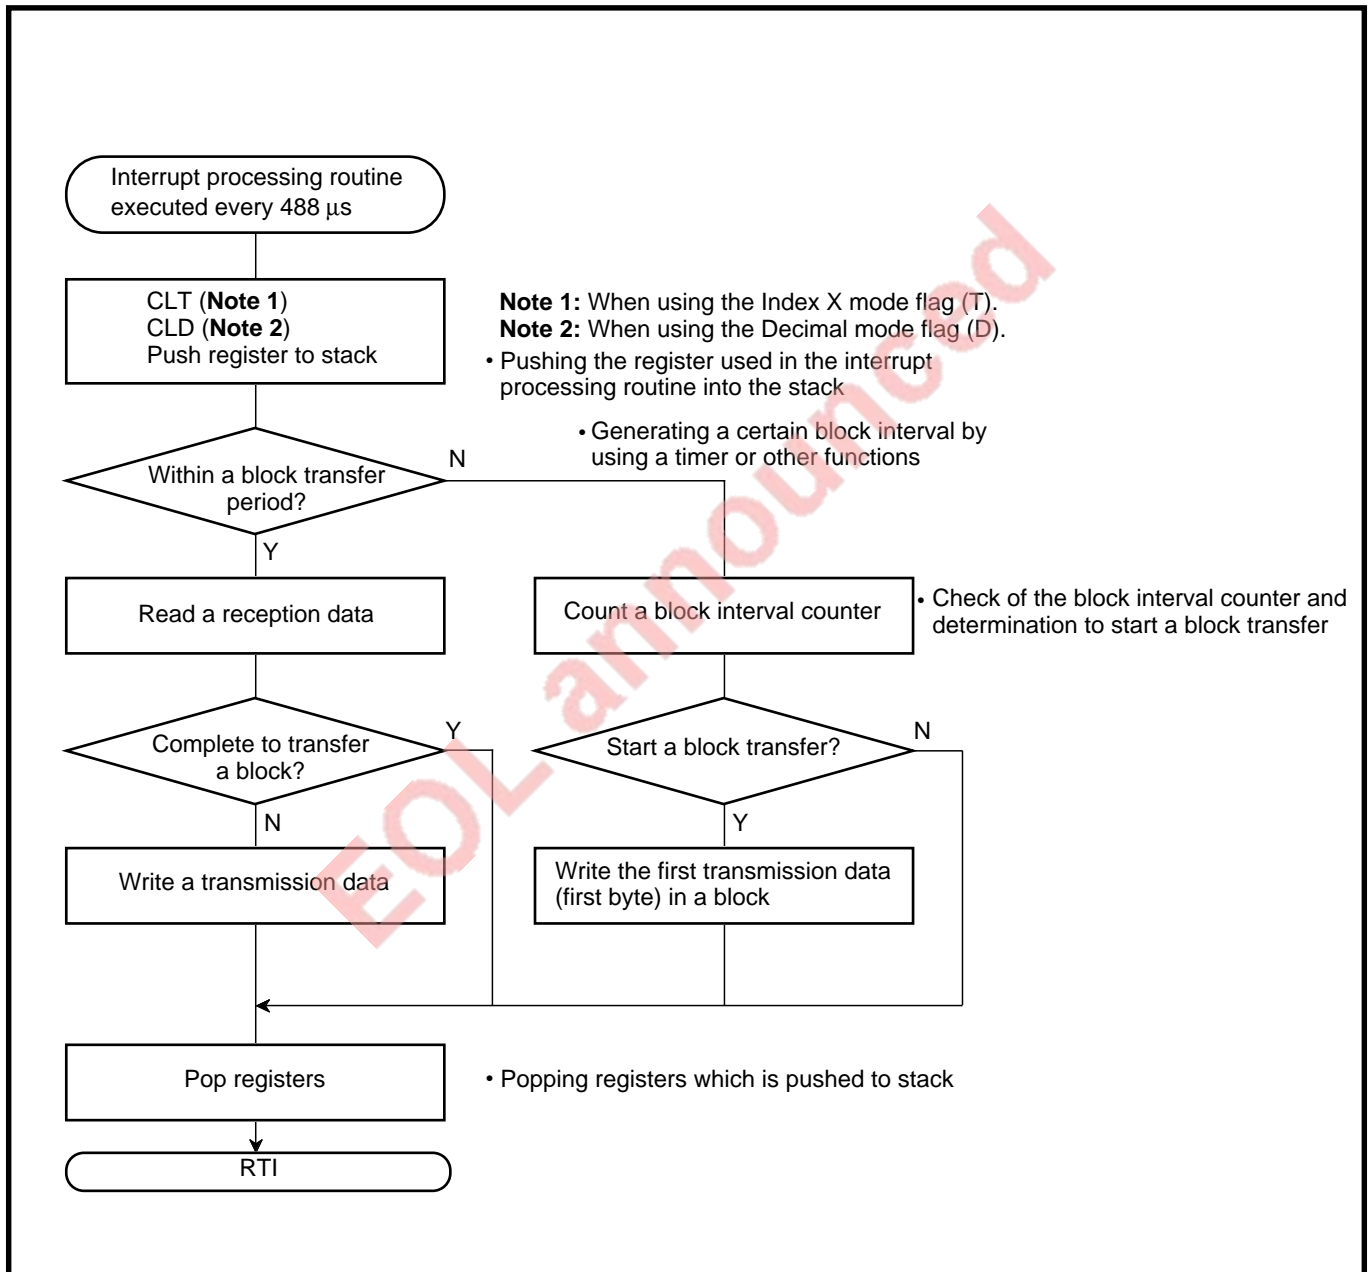 Interrupt processing routine
executed every 488 µs
CLT (Note 1)
CLD (Note 2)
Push register to stack
Note 1: When using the Index X mode flag (T).
Note 2: When using the Decimal mode flag (D).
• Pushing the register used in the interrupt
processing routine into the stack
• Generating a certain block interval by
using a timer or other functions
Within a block transfer
period?
N
Y
Read a reception data
Count a block interval counter
• Check of the block interval counter and
determination to start a block transfer
Complete to transfer
a block?
Y
N
Start a block transfer?
N
Y
Write a transmission data
Write the first transmission data
(first byte) in a block
Pop registers
• Popping registers which is pushed to stack
RTI
EOL announced